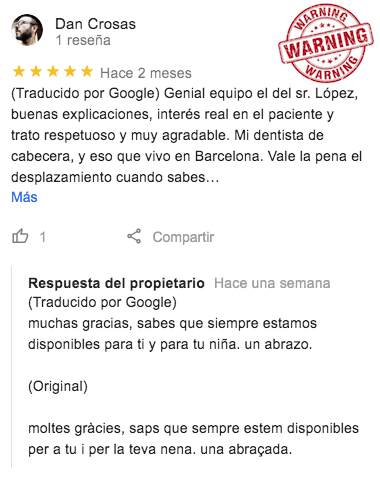 Dan Crosas
1 reseña
WARNING
WARNING
WARNING
Hace 2 meses
(Traducido por Google) Genial equipo el del sr. López,
buenas explicaciones, interés real en el paciente y
trato respetuoso y muy agradable. Mi dentista de
cabecera, y eso que vivo en Barcelona. Vale la pena el
desplazamiento cuando sabes…
Más
1 Compartir
Respuesta del propietario Hace una semana
(Traducido por Google)
muchas gracias, sabes que siempre estamos
disponibles para ti y para tu niña. un abrazo.
(Original)
moltes gràcies, saps que sempre estem disponibles
per a tu i per la teva nena. una abraçada.